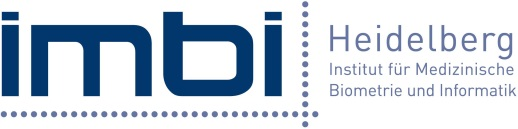 imbi
Heidelberg
Institut für Medizinische
Biometrie und Informatik